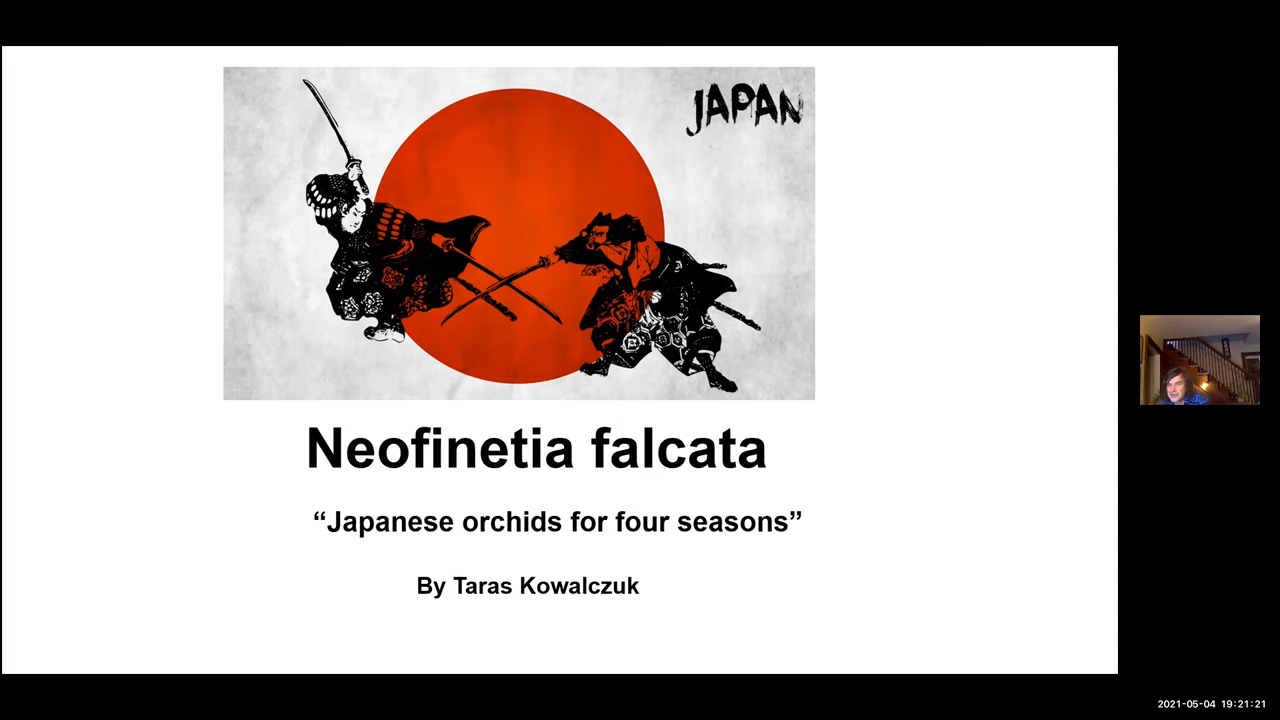 JAPAN
Neofinetia falcata
“Japanese orchids for four seasons”
By Taras Kowalczuk
2021-05-04 19:21:21